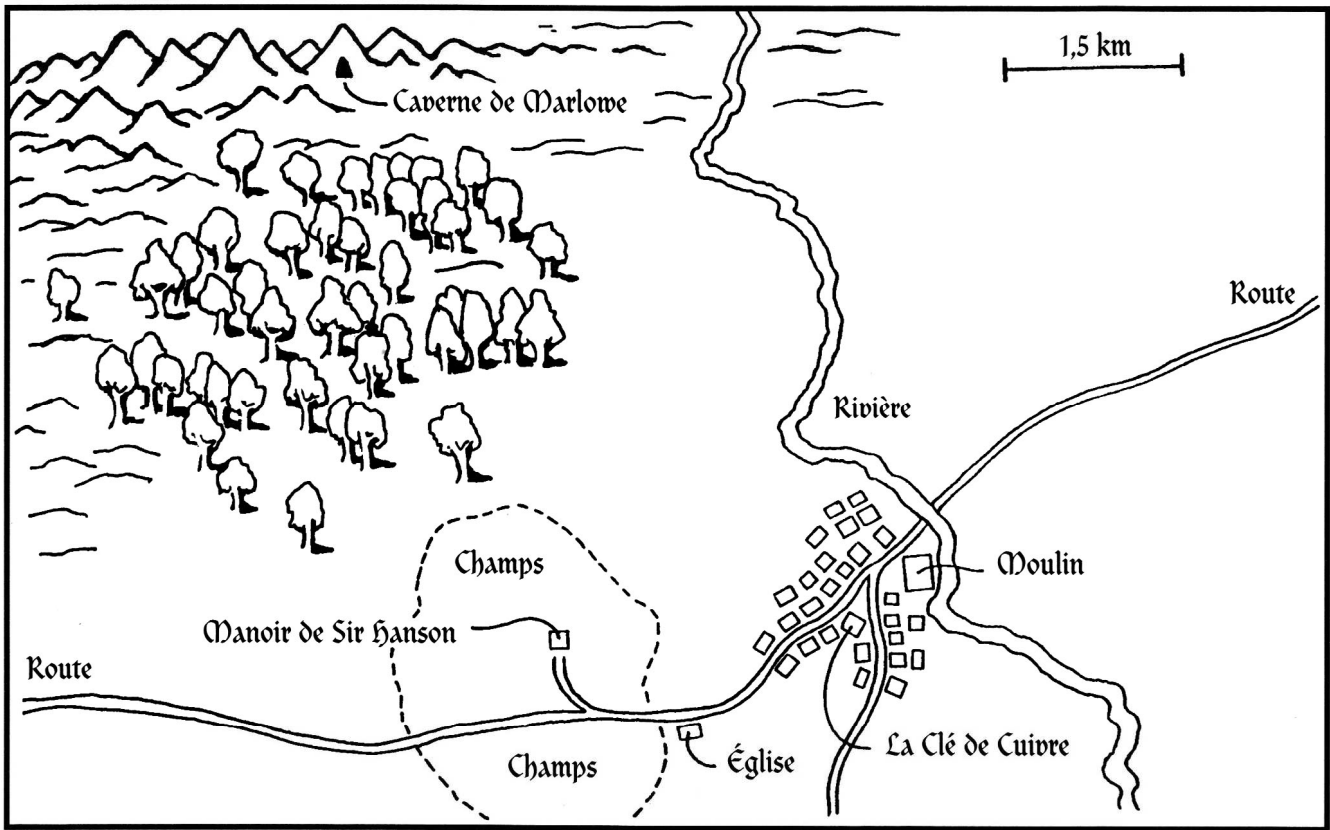 1,5 km
Caverne de Marlowe
Route
Rivière
Champs
Moulin
Manoir de Sir Hanson
Route
La Clé de Cuivre
Église
Champs